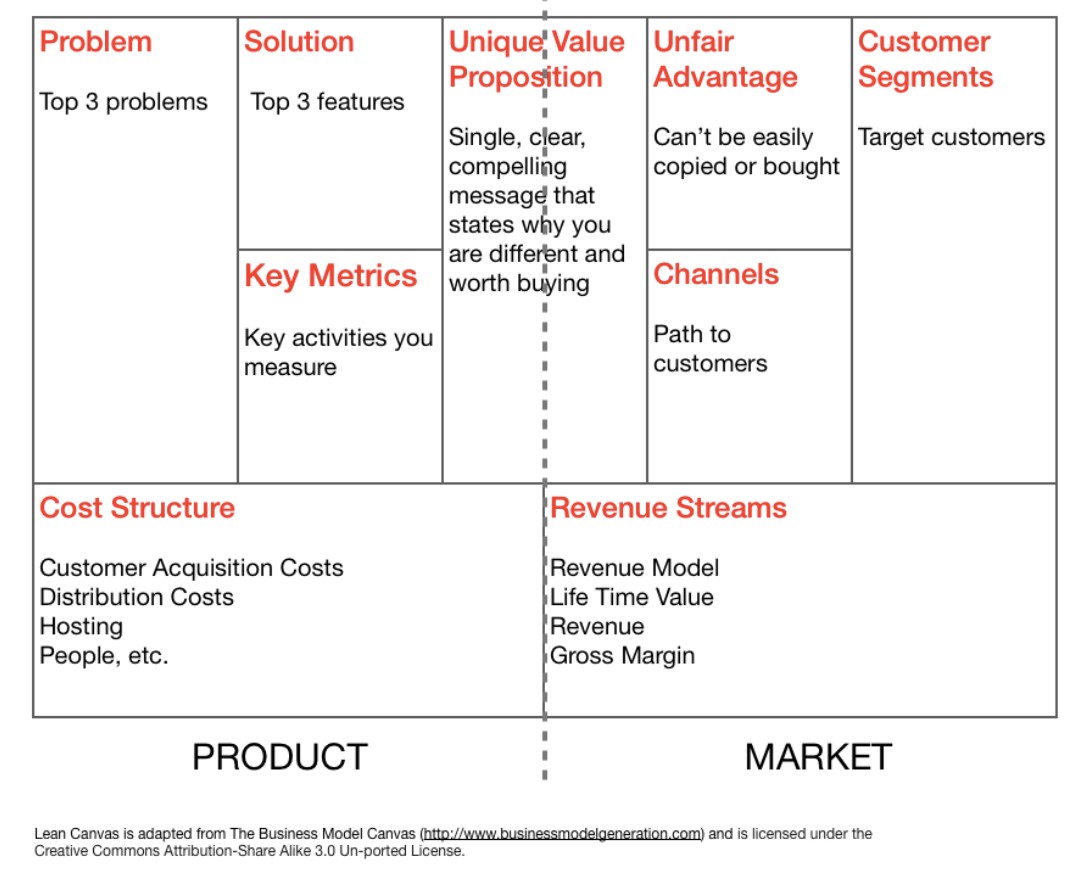 Problem
Top 3 problems
Solution
Top 3 features
Key Metrics
Key activities you
measure
Unique Value
Proposition
Single, clear,
compelling
message that
states why you
are different and
worth buying
Unfair
Advantage
Can’t be easily
copied or bought
Channels
Path to
customers
Customer
Segments
Target customers
Cost Structure
Customer Acquisition Costs
Distribution Costs
Hosting
People, etc.
Revenue Streams
Revenue Model
Life Time Value
Revenue
Gross Margin
PRODUCT
MARKET
Lean Canvas is adapted from The Business Model Canvas (http://www.businessmodelgeneration.com) and is licensed under the
Creative Commons Attribution-Share Alike 3.0 Un-ported License.